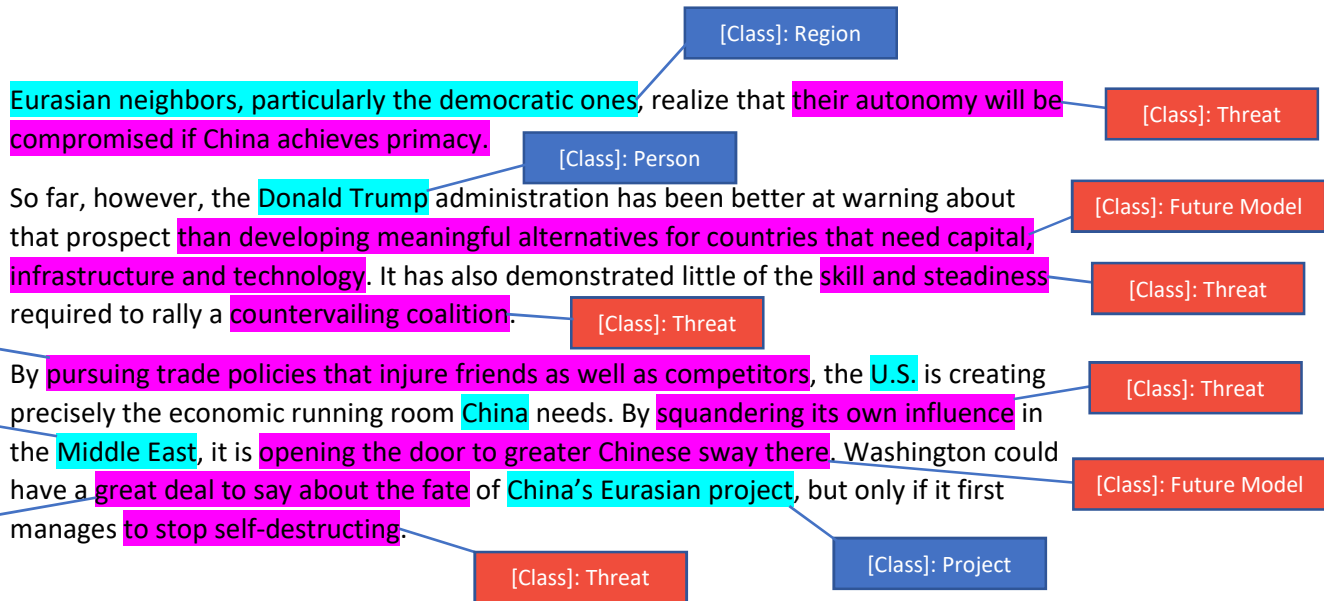 [Class]: Region
Eurasian neighbors, particularly the democratic ones, realize that their autonomy will be
[Class]: Threat
compromised if China achieves primacy.
[Class]: Person
So far, however, the Donald Trump administration has been better at warning about
[Class]: Future Model
that prospect than developing meaningful alternatives for countries that need capital,
infrastructure and technology. It has also demonstrated little of the skill and steadiness
[Class]: Threat
required to rally a countervailing coalition.
[Class]: Threat
By pursuing trade policies that injure friends as well as competitors, the U.S. is creating
[Class]: Threat
precisely the economic running room China needs. By squandering its own influence in
the Middle East, it is opening the door to greater Chinese sway there. Washington could
have a great deal to say about the fate of China’s Eurasian project, but only if it first
[Class]: Future Model
manages to stop self-destructing.
[Class]: Threat
[Class]: Project